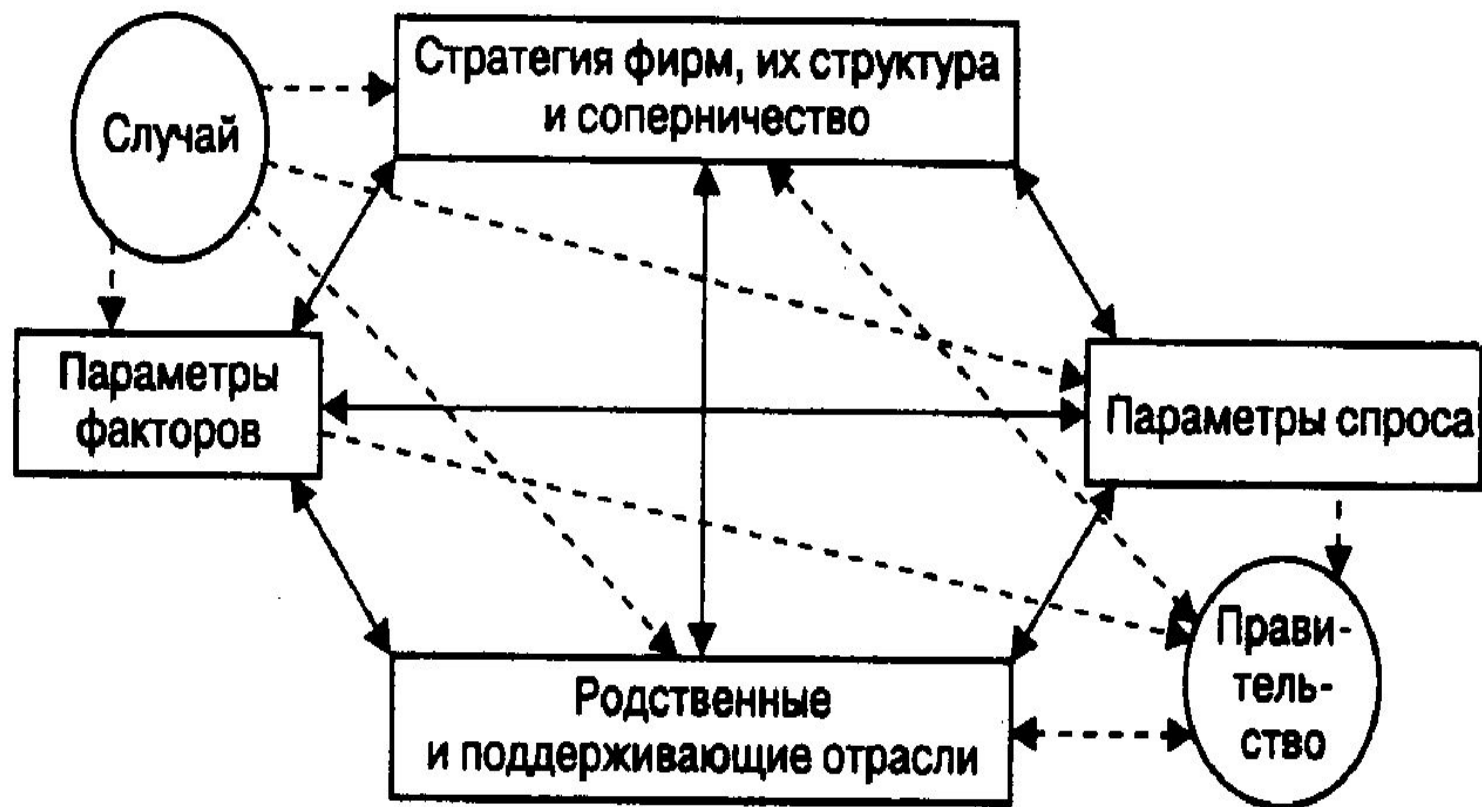 Стратегия фирм, их структура
и соперничество
Случай
Параметры
факторов
Параметры спроса
Прави-
тель-
ство
Родственные
и поддерживающие отрасли